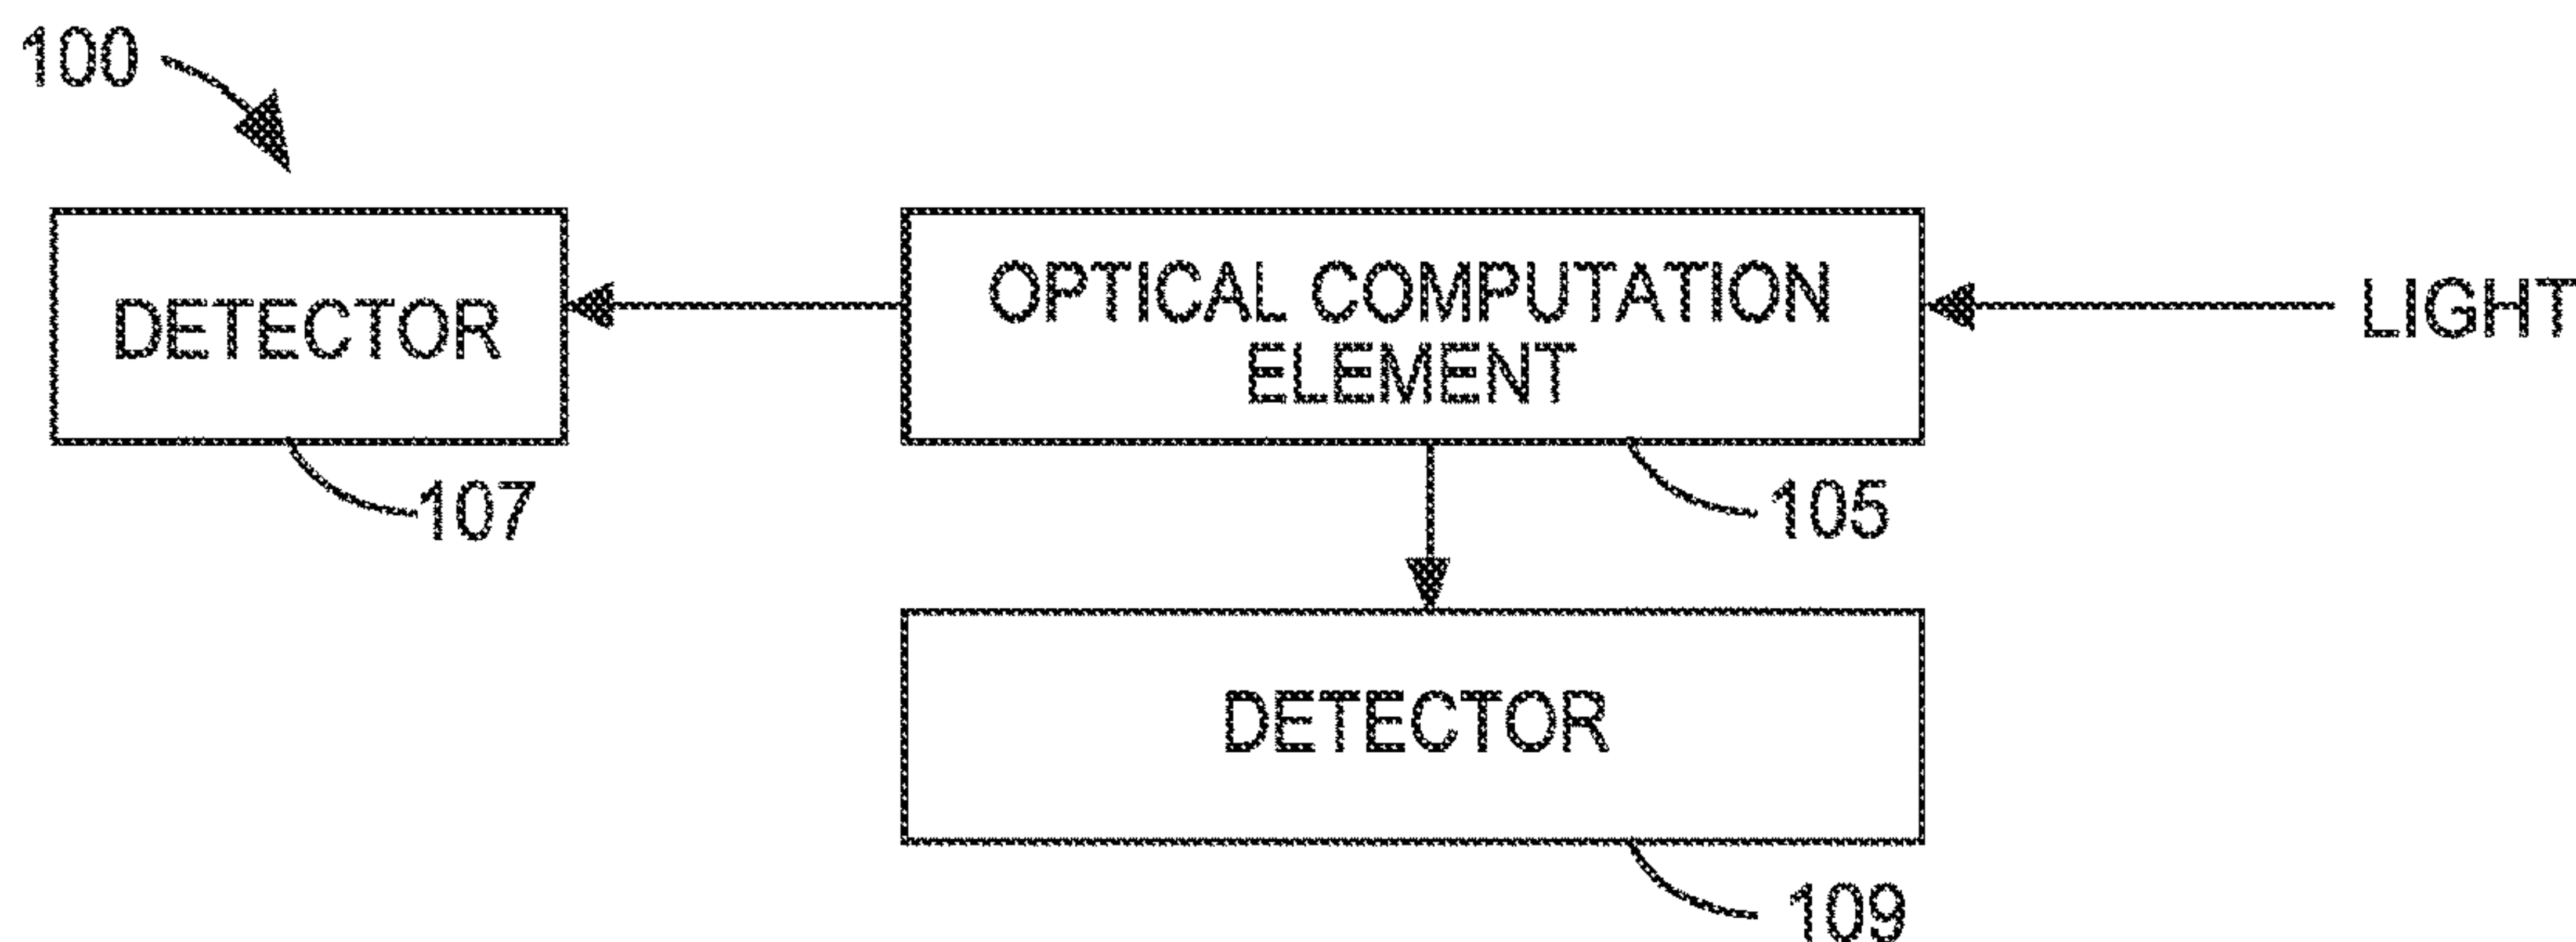 100
DETECTOR
OPTICAL COMPUTATION
ELEMENT
LIGHT
107
105
DETECTOR
109